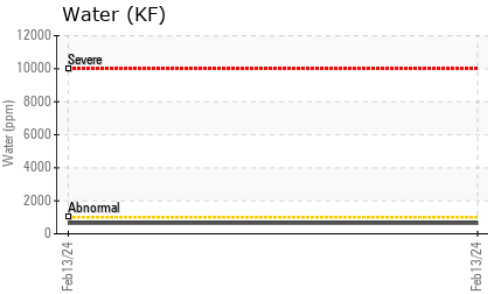 Water (KF)
12000
Severe
10000
8000
6000
4000
2000
Abnormal
0
Water (ppm)
Feb13/24
Feb13/24